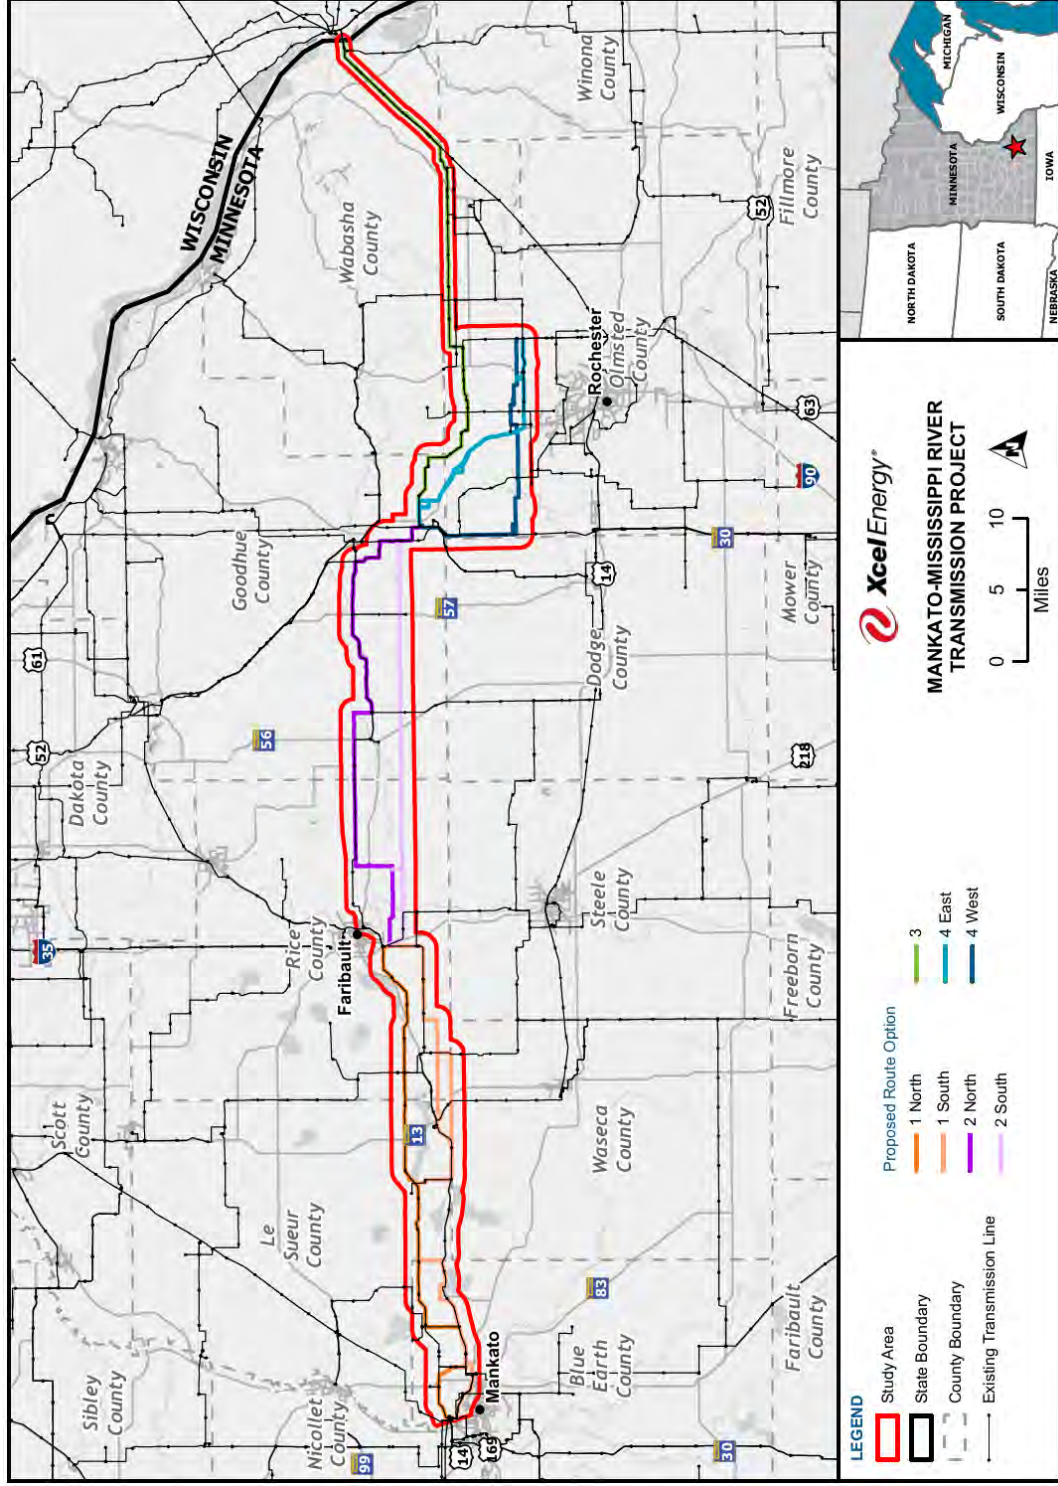 WISCONSIN
MINNESOTA
Scott
County
Dakota
County
Sibley
County
Le
Sueur
County
Rice
County
Goodhue
County
Wabasha
County
Winona
County
Nicollet
County
Faribault
Mankato
Rochester
Olmsted
County
Blue
Earth
County
Waseca
County
Steele
County
Dodge
County
Faribault
County
Freeborn
County
Mower
County
Fillmore
County
35
52
61
56
57
13
99
14
169
83
30
14
218
30
90
63
52
LEGEND
Study Area
State Boundary
County Boundary
Existing Transmission Line
Proposed Route Option
1 North
1 South
2 North
2 South
3
4 East
4 West
Xcel Energy®
MANKATO-MISSISSIPPI RIVER
TRANSMISSION PROJECT
0 5 10
Miles
N
NORTH DAKOTA
SOUTH DAKOTA
NEBRASKA
MINNESOTA
IOWA
WISCONSIN
MICHIGAN